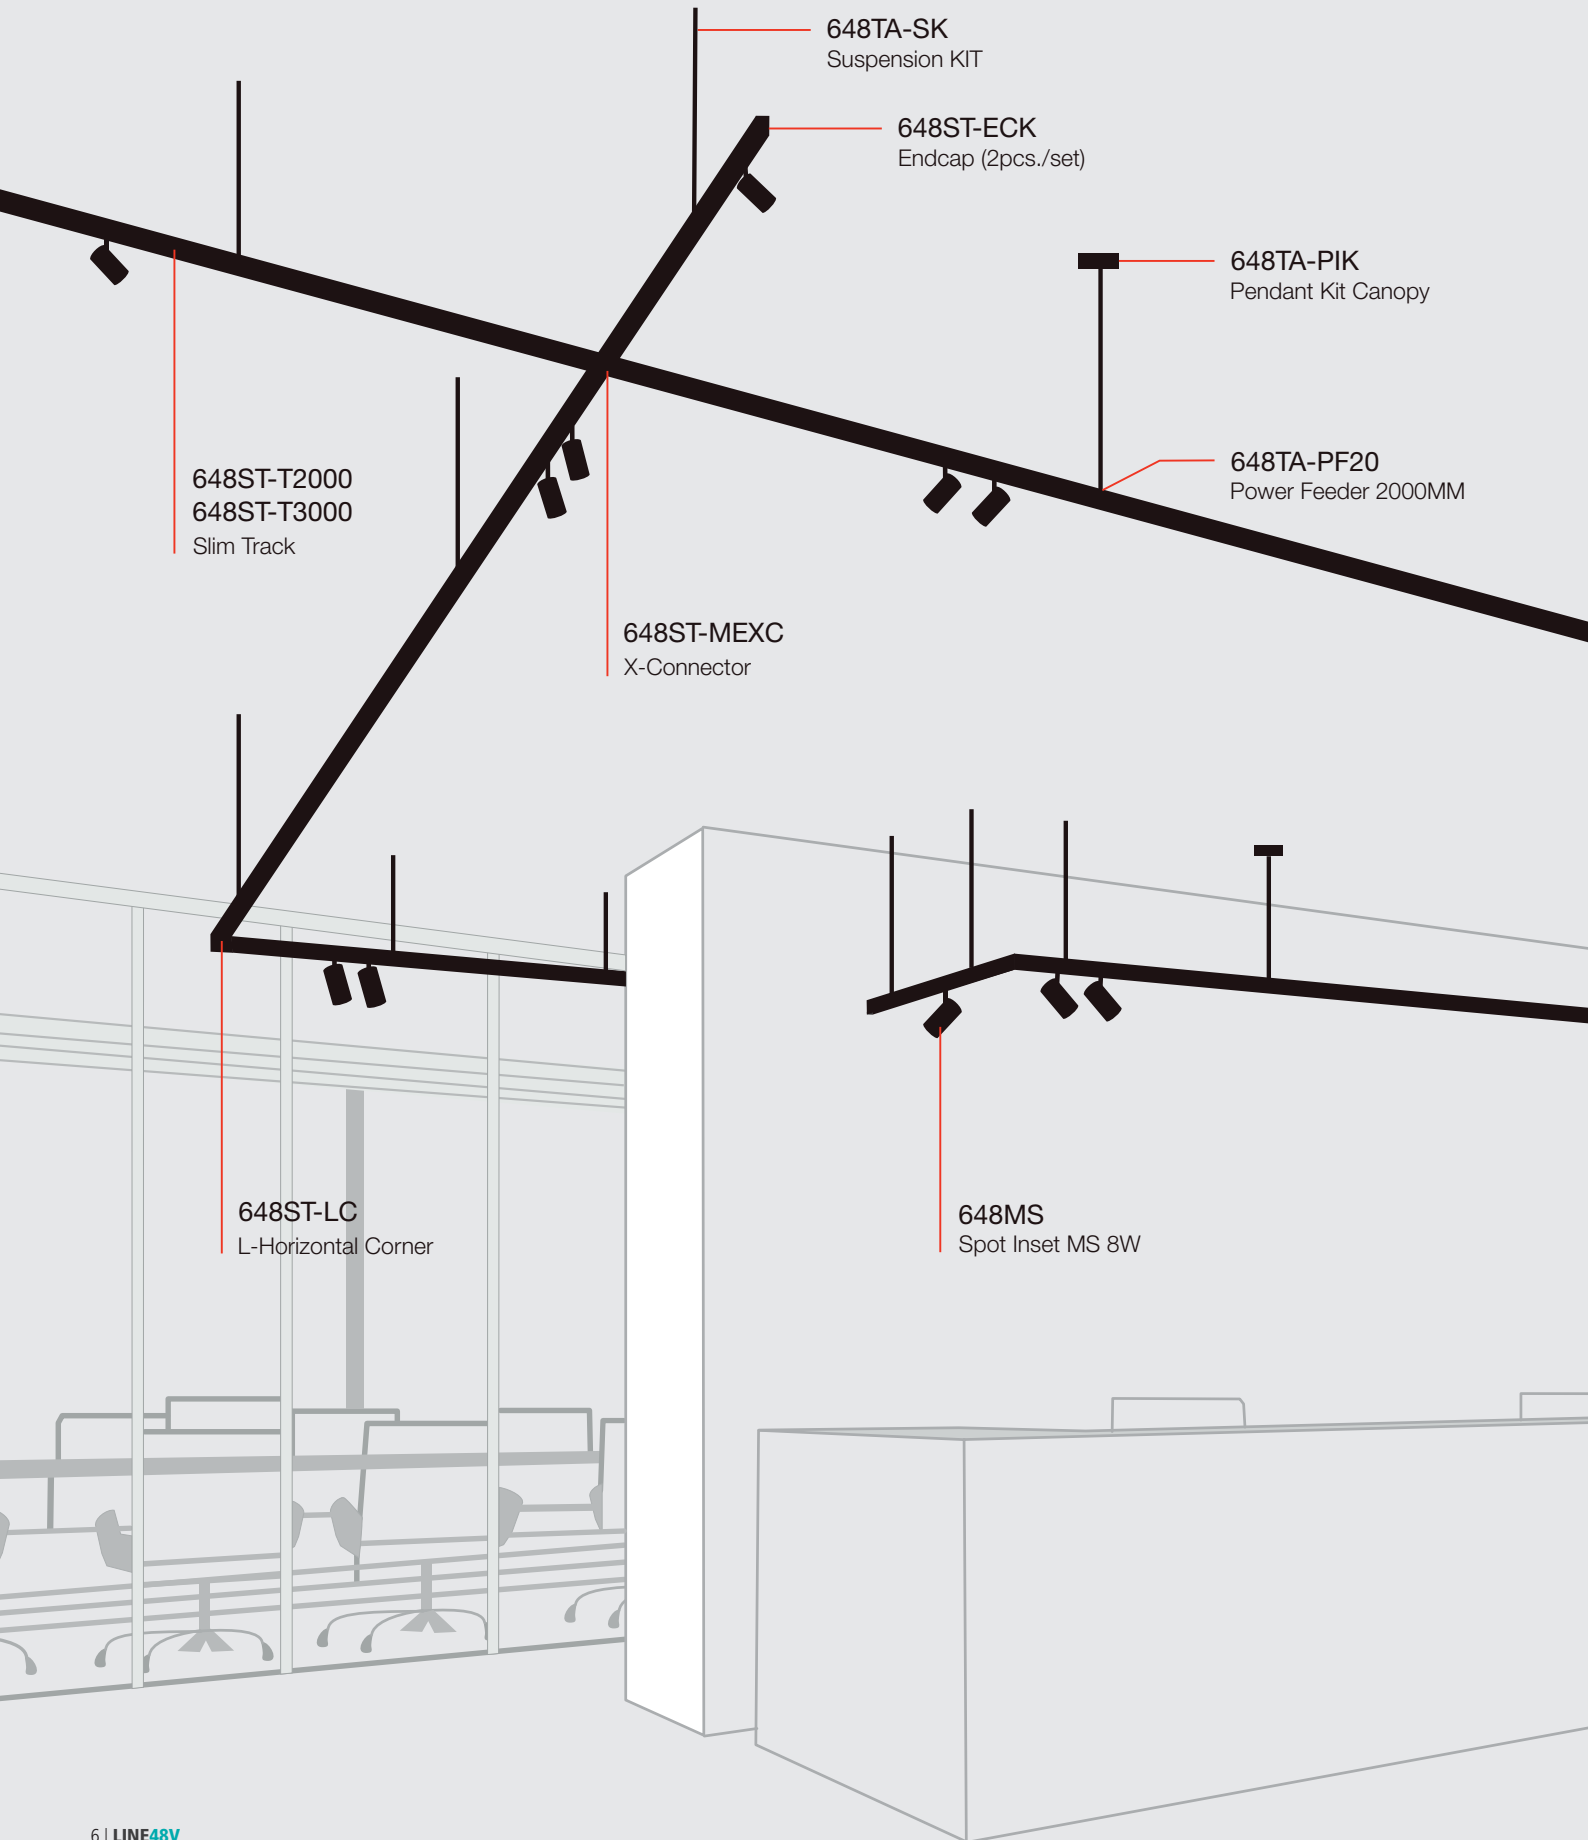 648TA-SK
Suspension KIT
648ST-ECK
Endcap (2pcs./set)
648TA-PIK
Pendant Kit Canopy
648TA-PF20
Power Feeder 2000MM
648ST-T2000
648ST-T3000
Slim Track
648ST-MEXC
X-Connector
648ST-LC
L-Horizontal Corner
648MS
Spot Inset MS 8W
6 | LINE48V